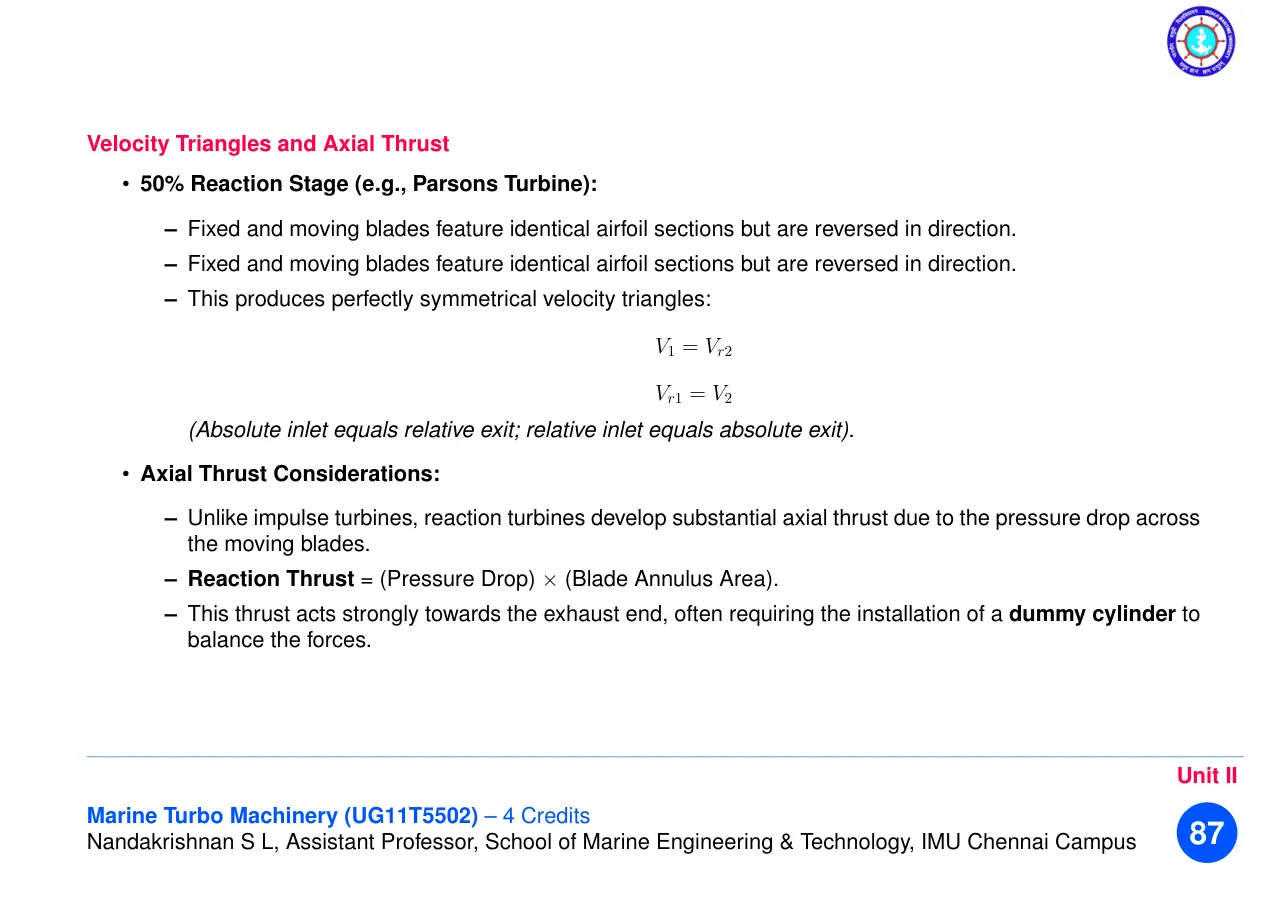 Velocity Triangles and Axial Thrust
• 50% Reaction Stage (e.g., Parsons Turbine):
– Fixed and moving blades feature identical airfoil sections but are reversed in direction.
– Fixed and moving blades feature identical airfoil sections but are reversed in direction.
– This produces perfectly symmetrical velocity triangles:
V₁ = Vᵣ₂
Vᵣ₁ = V₂
(Absolute inlet equals relative exit; relative inlet equals absolute exit).
• Axial Thrust Considerations:
– Unlike impulse turbines, reaction turbines develop substantial axial thrust due to the pressure drop across
the moving blades.
– Reaction Thrust = (Pressure Drop) × (Blade Annulus Area).
– This thrust acts strongly towards the exhaust end, often requiring the installation of a dummy cylinder to
balance the forces.
Unit II
Marine Turbo Machinery (UG11T5502) – 4 Credits
Nandakrishnan S L, Assistant Professor, School of Marine Engineering & Technology, IMU Chennai Campus
87